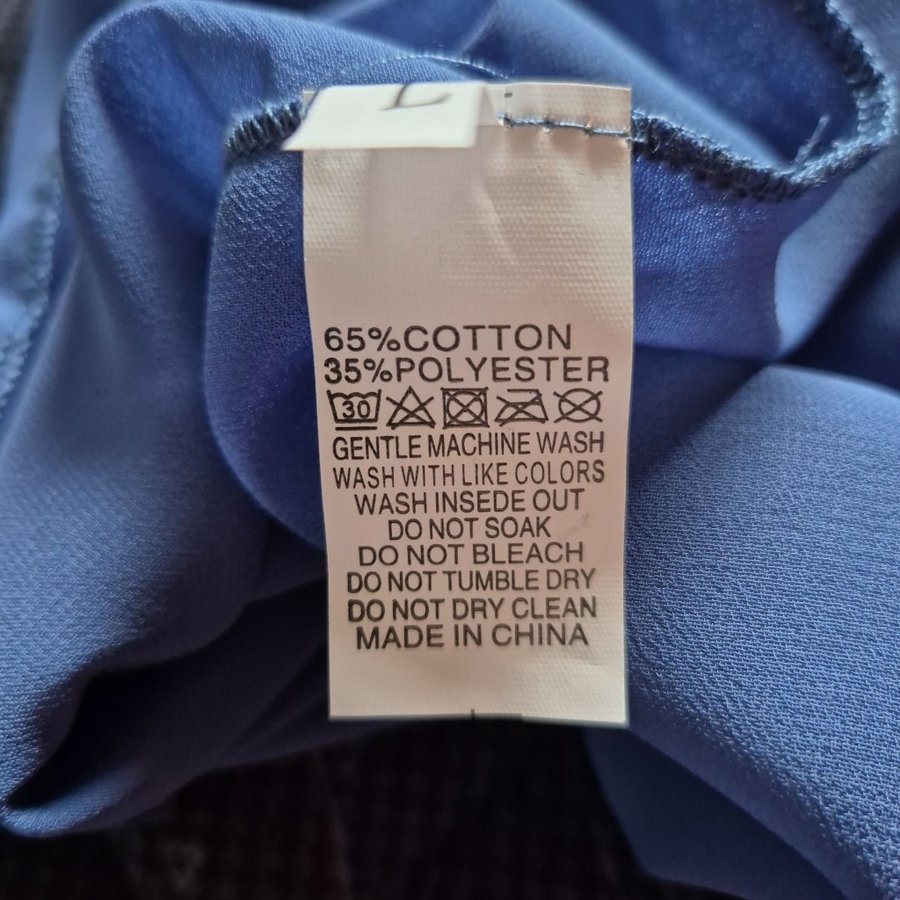 L
65%COTTON
35%POLYESTER
30
GENTLE MACHINE WASH
WASH WITH LIKE COLORS
WASH INSEDE OUT
DO NOT SOAK
DO NOT BLEACH
DO NOT TUMBLE DRY
DO NOT DRY CLEAN
MADE IN CHINA